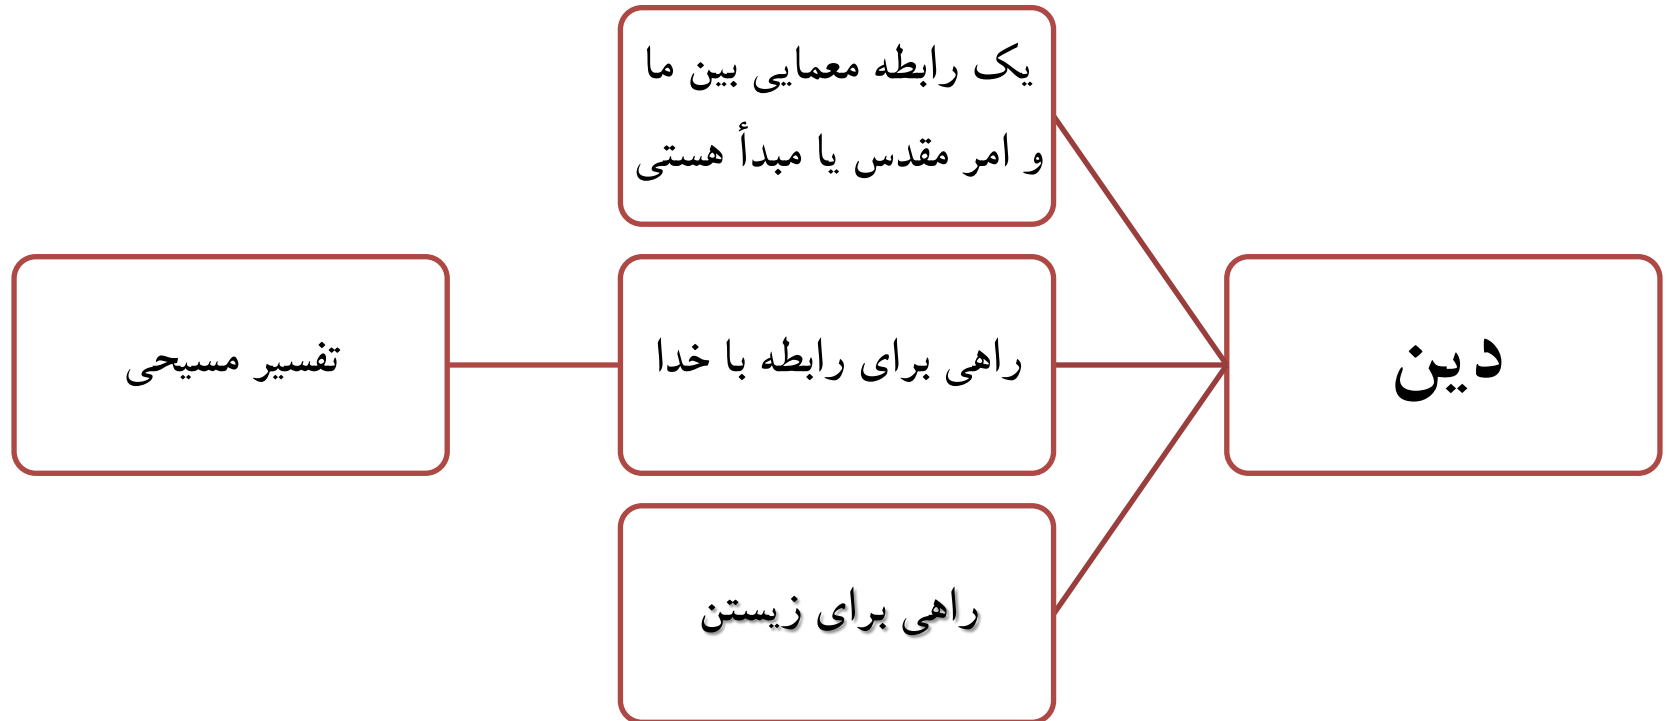 دین
یک رابطه معمایی بین ما
و امر مقدس یا مبدأ هستی
راهی برای رابطه با خدا
تفسیر مسیحی
راهی برای زیستن